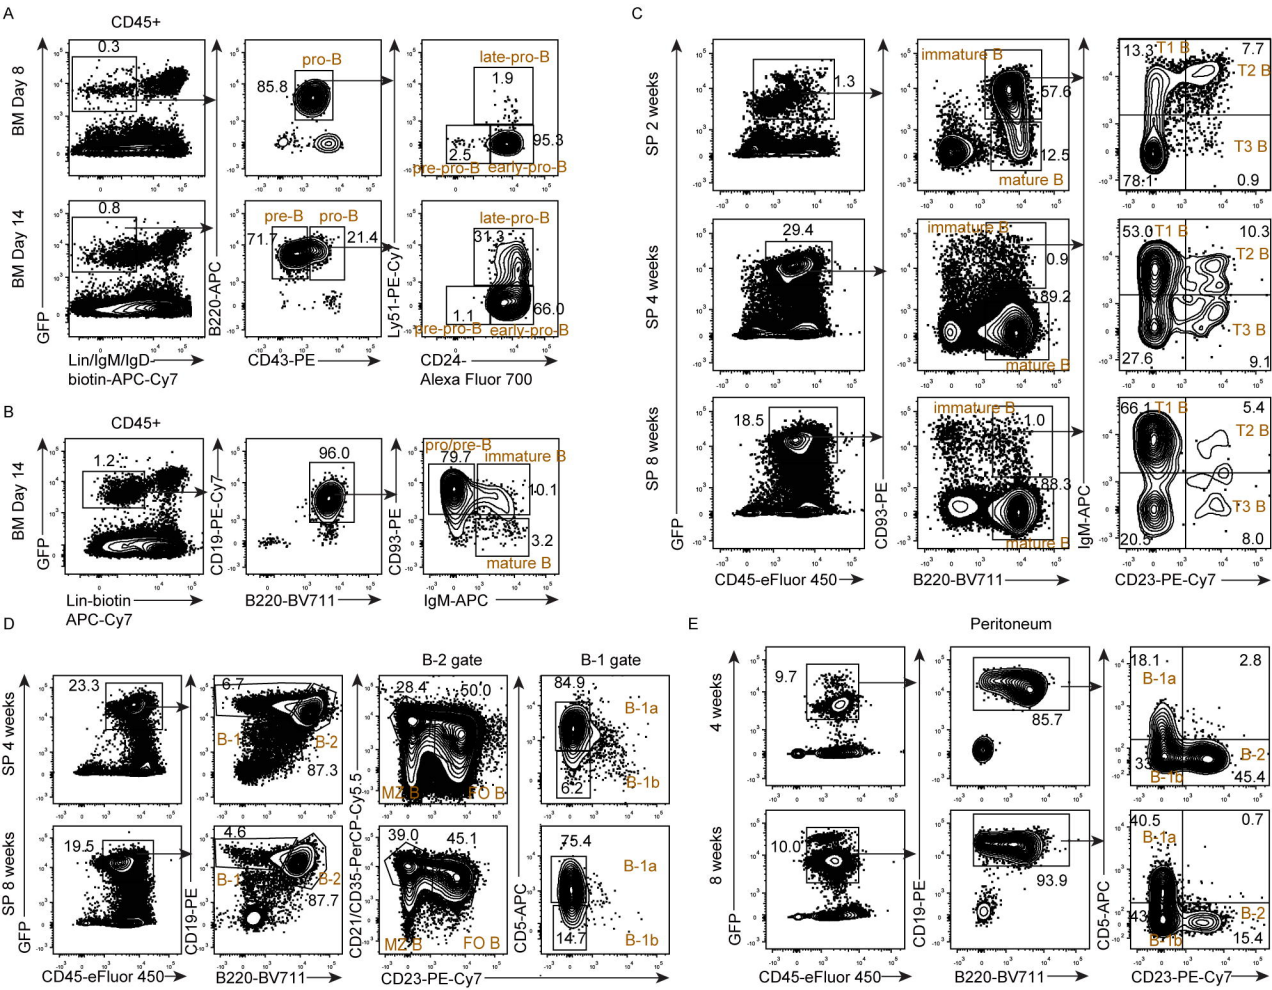 A
CD45+
BM Day 8
0.3
pro-B
85.8
late-pro-B
1.9
95.3
2.5
pre-pro-B
early-pro-B
BM Day 14
0.8
pre-B
pro-B
71.7
21.4
late-pro-B
31.3
66.0
1.1
pre-pro-B
early-pro-B
GFP
B220-APC
Ly51-PE-Cy7
Lin/IgM/IgD-
biotin-APC-Cy7
CD43-PE
CD24-
Alexa Fluor 700
B
CD45+
BM Day 14
1.2
96.0
pro/pre-B
79.7
immature B
10.1
3.2
mature B
GFP
CD19-PE-Cy7
CD93-PE
Lin-biotin
APC-Cy7
B220-BV711
IgM-APC
C
SP 2 weeks
1.3
immature B
57.6
12.5
mature B
13.3
T1 B
7.7
T2 B
T3 B
78.1
0.9
SP 4 weeks
29.4
immature B
0.9
89.2
mature B
53.0
T1 B
10.3
T2 B
T3 B
27.6
9.1
SP 8 weeks
18.5
immature B
1.0
88.3
mature B
66.1
T1 B
5.4
T2 B
T3 B
20.5
8.0
GFP
CD93-PE
IgM-APC
CD45-eFluor 450
B220-BV711
CD23-PE-Cy7
D
B-2 gate
B-1 gate
SP 4 weeks
23.3
6.7
B-1
B-2
87.3
28.4
50.0
MZ B
FO B
84.9
B-1a
B-1b
6.2
SP 8 weeks
19.5
4.6
B-1
B-2
87.7
39.0
45.1
MZ B
FO B
75.4
B-1a
B-1b
14.7
GFP
CD19-PE
CD21/CD35-PerCP-Cy5.5
CD5-APC
CD45-eFluor 450
B220-BV711
CD23-PE-Cy7
E
Peritoneum
4 weeks
9.7
85.7
18.1
2.8
B-1a
B-2
B-1b
45.4
8 weeks
10.0
93.9
40.5
0.7
B-1a
B-2
B-1b
15.4
GFP
CD19-PE
CD5-APC
CD45-eFluor 450
B220-BV711
CD23-PE-Cy7